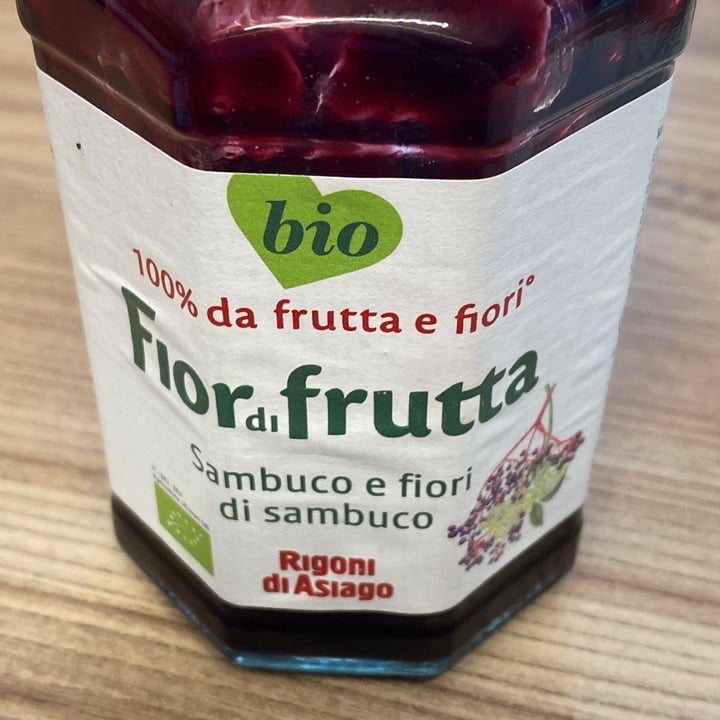 bio
100% da frutta e fiori°
Fior di frutta
Sambuco e fiori
di sambuco
Rigoni
di Asiago